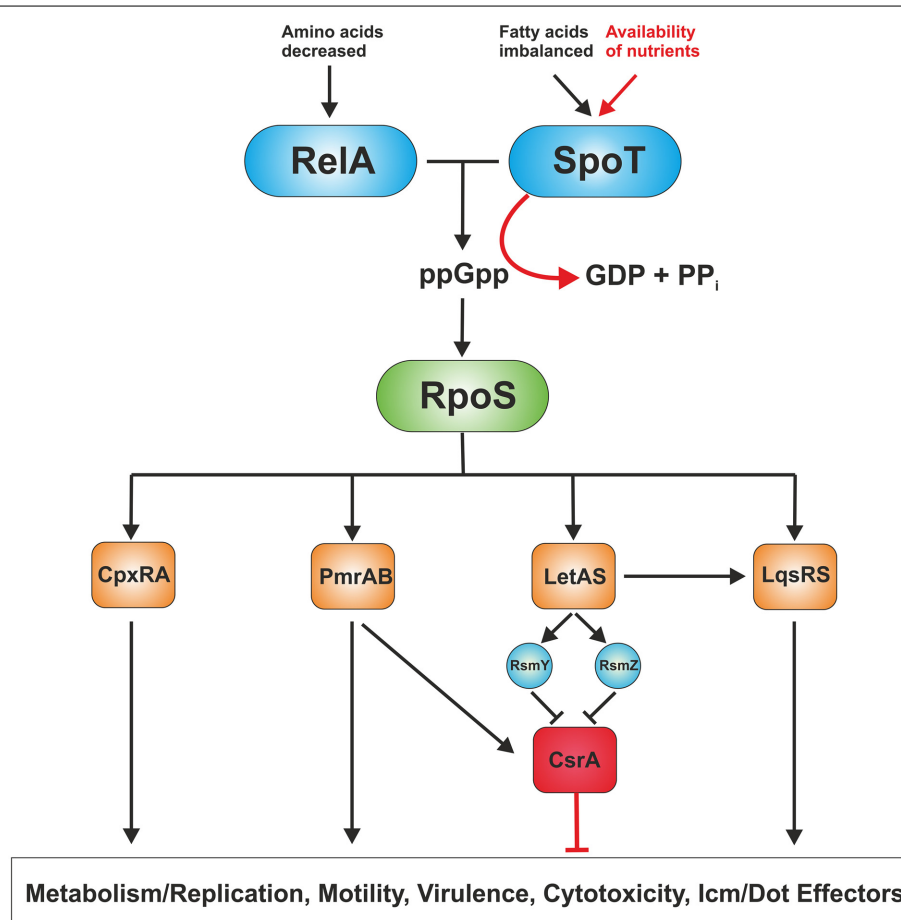 Amino acids
decreased
Fatty acids
imbalanced
Availability
of nutrients
RelA
SpoT
ppGpp
GDP + PPi
RpoS
CpxRA
PmrAB
LetAS
LqsRS
RsmY
RsmZ
CsrA
Metabolism/Replication, Motility, Virulence, Cytotoxicity, Icm/Dot Effectors